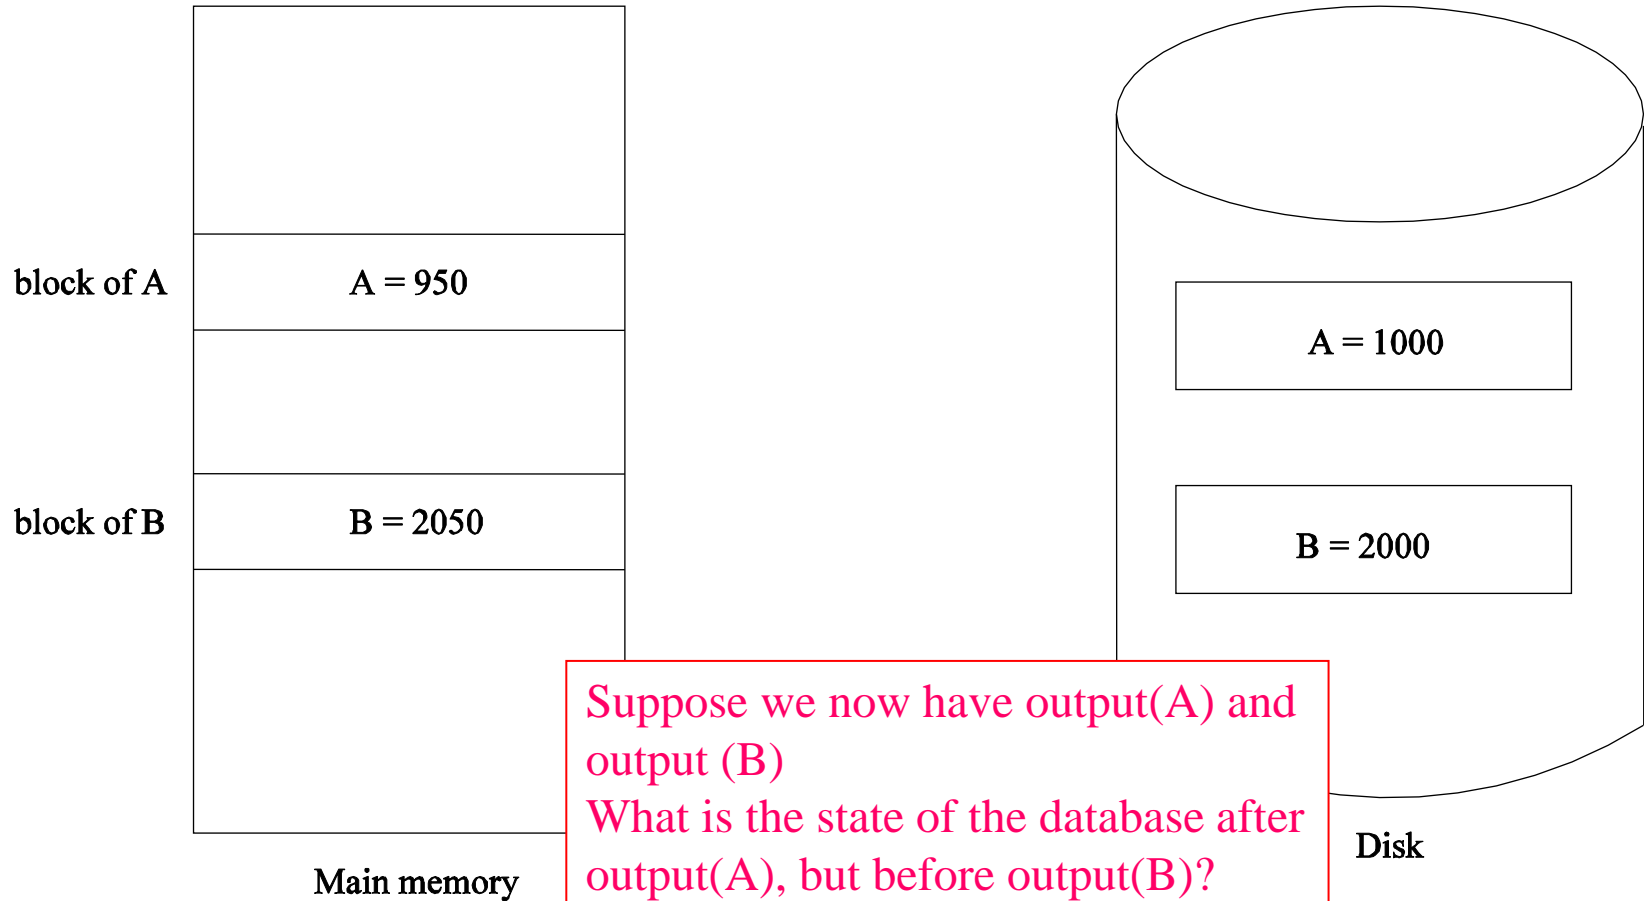 block of A
A = 950
A = 1000
block of B
B = 2050
B = 2000
Suppose we now have output(A) and
output (B)
What is the state of the database after
output(A), but before output(B)?
Main memory
Disk